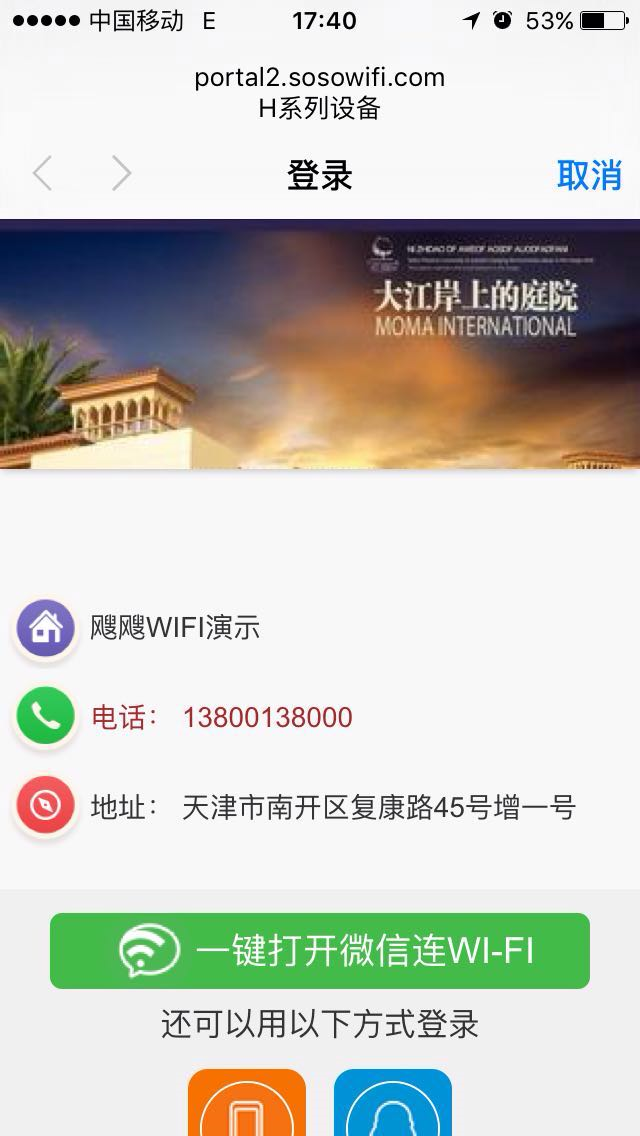 中国移动 E 17:40 53%
portal2.sosowifi.com
H系列设备
登录 取消
大江岸上的庭院
MOMA INTERNATIONAL
飕飕WIFI演示
电话： 13800138000
地址： 天津市南开区复康路45号增一号
一键打开微信连WI-FI
还可以用以下方式登录